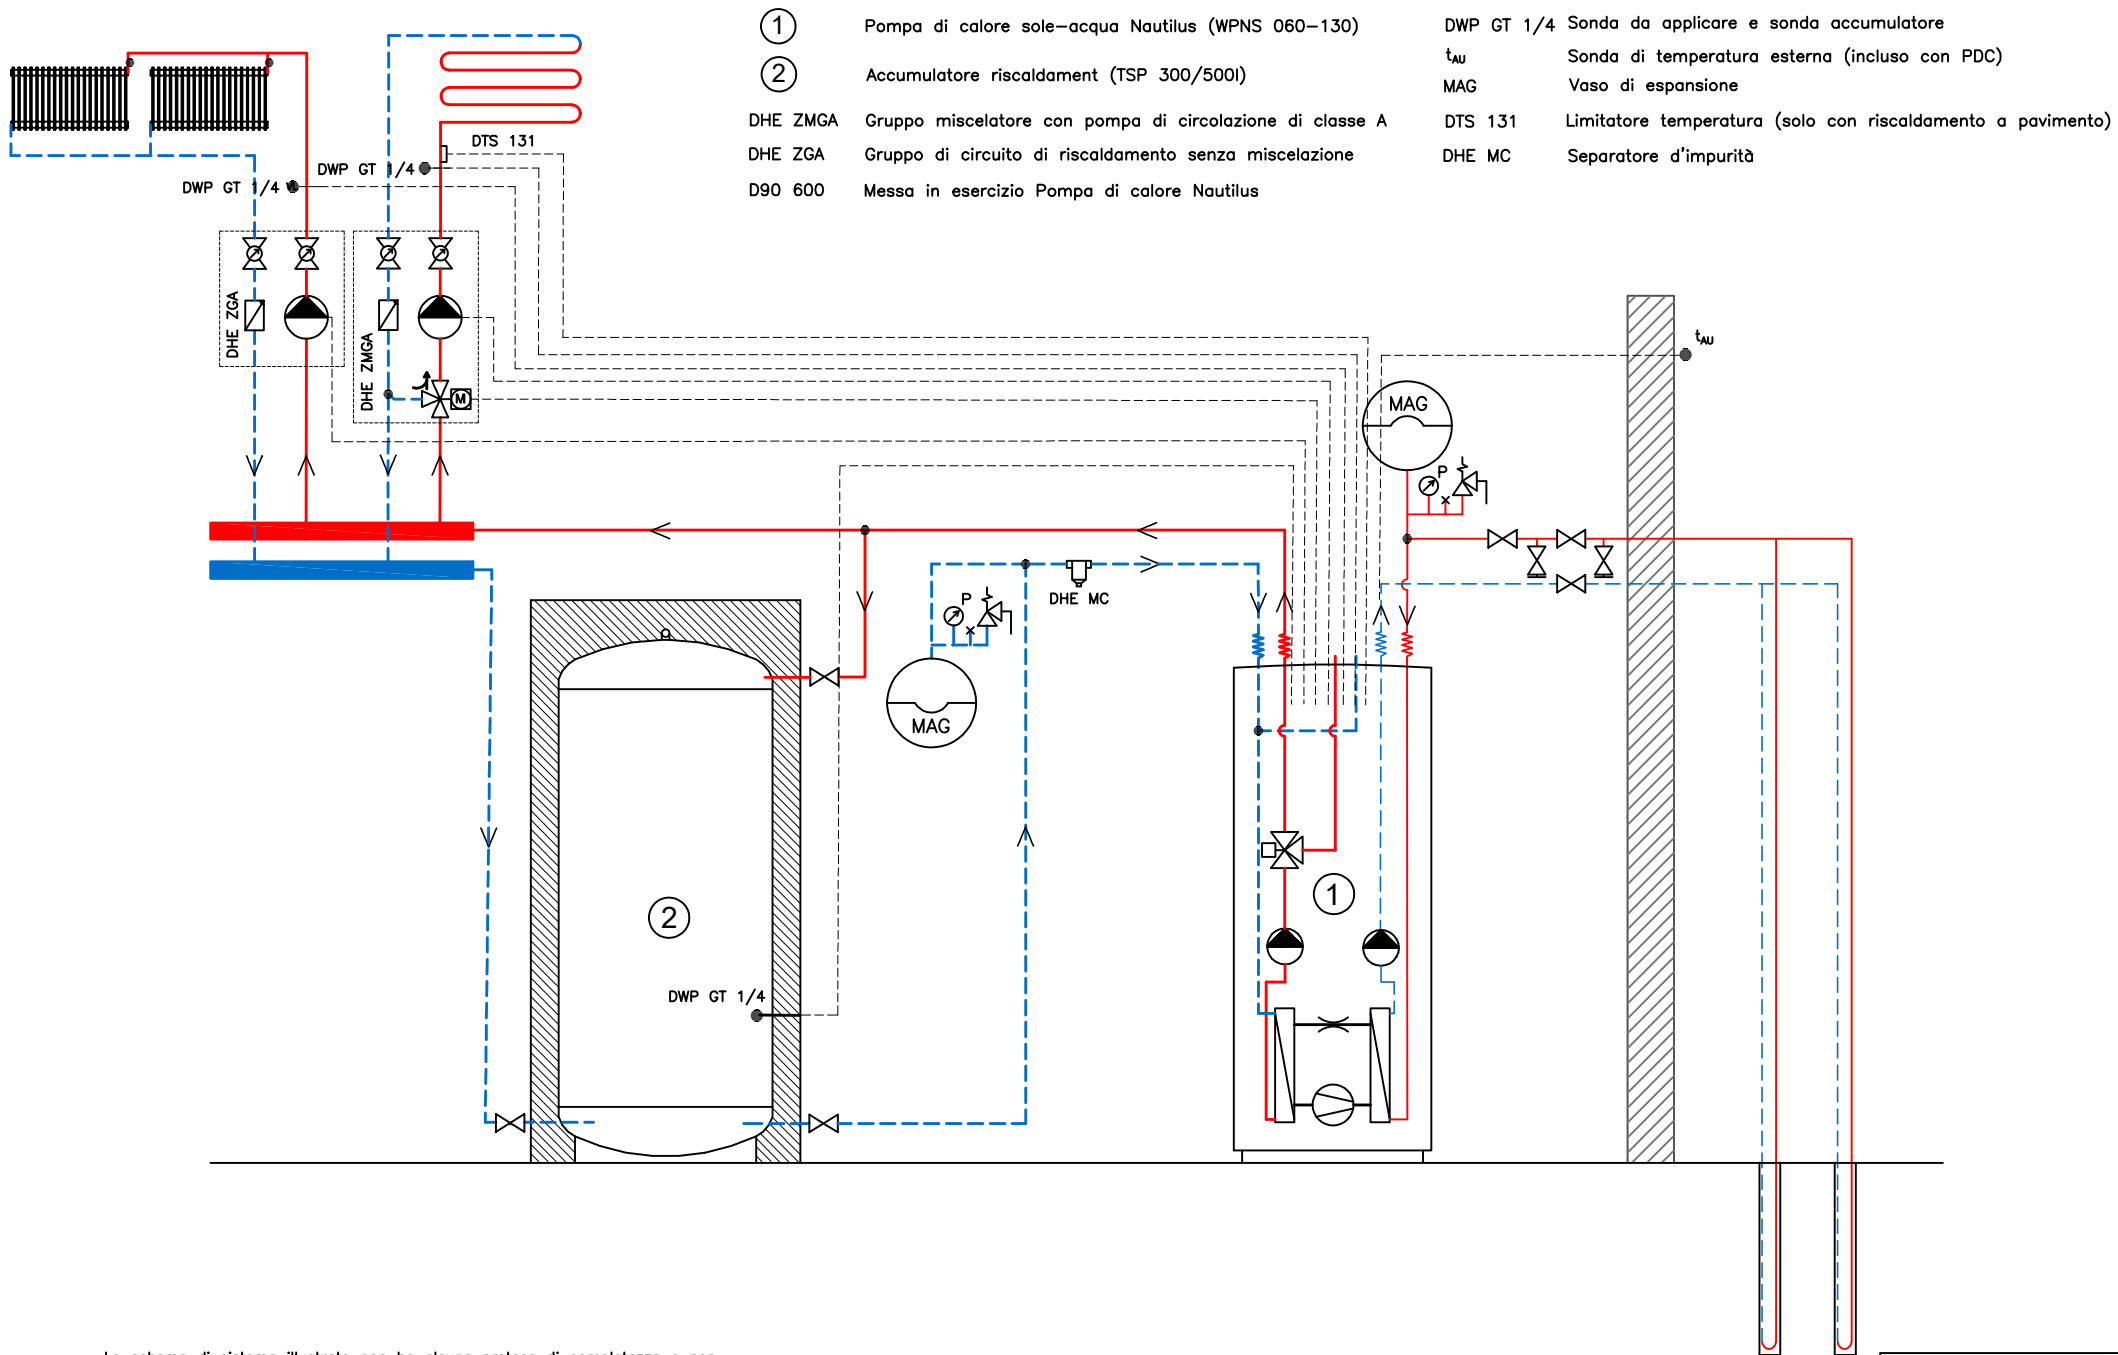 1 Pompa di calore sole-acqua Nautilus (WPNS 060-130)
2 Accumulatore riscaldament (TSP 300/500l)
DHE ZMGA Gruppo miscelatore con pompa di circolazione di classe A
DHE ZGA Gruppo di circuito di riscaldamento senza miscelazione
D90 600 Messa in esercizio Pompa di calore Nautilus
DWP GT 1/4 Sonda da applicare e sonda accumulatore
tAU Sonda di temperatura esterna (incluso con PDC)
MAG Vaso di espansione
DTS 131 Limitatore temperatura (solo con riscaldamento a pavimento)
DHE MC Separatore d'impurità
DTS 131
DWP GT 1/4
DWP GT 1/4 VL
DHE ZGA
DHE ZMGA
M
tAU
MAG
P
P
DHE MC
MAG
1
2
DWP GT 1/4